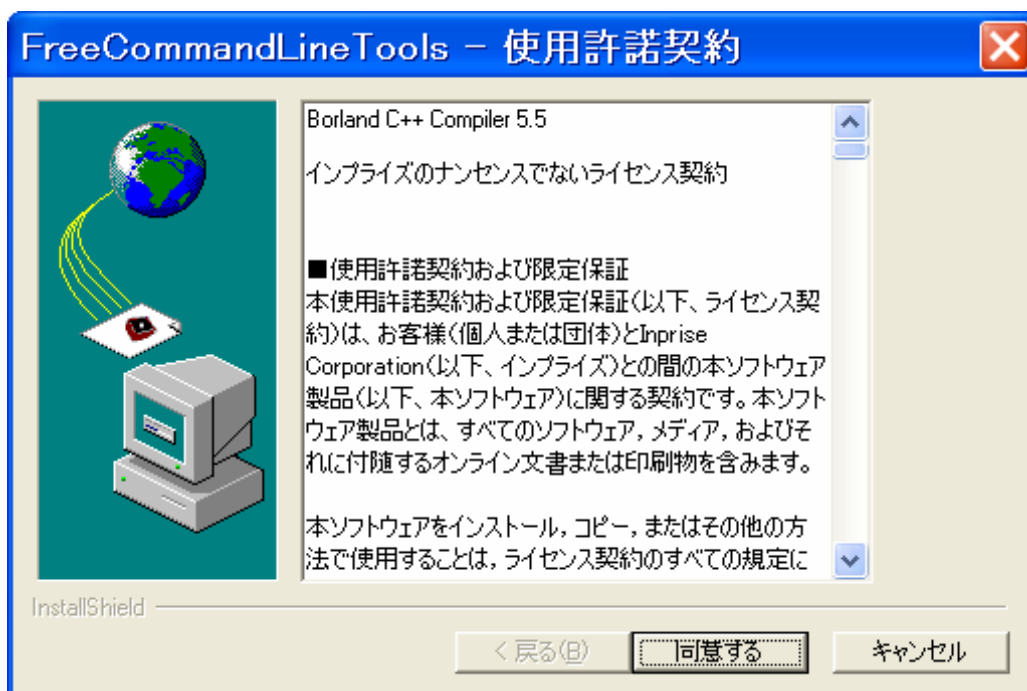 FreeCommandLineTools － 使用許諾契約
Borland C++ Compiler 5.5
インプライズのナンセンスでないライセンス契約
■使用許諾契約および限定保証
本使用許諾契約および限定保証(以下、ライセンス契
約)は、お客様(個人または団体)とInprise
Corporation(以下、インプライズ)との間の本ソフトウェア
製品(以下、本ソフトウェア)に関する契約です。本ソフト
ウェア製品とは、すべてのソフトウェア，メディア，およびそ
れに付随するオンライン文書または印刷物を含みます。
本ソフトウェアをインストール，コピー，またはその他の方
法で使用することは，ライセンス契約のすべての規定に
InstallShield
< 戻る(B)
同意する
キャンセル